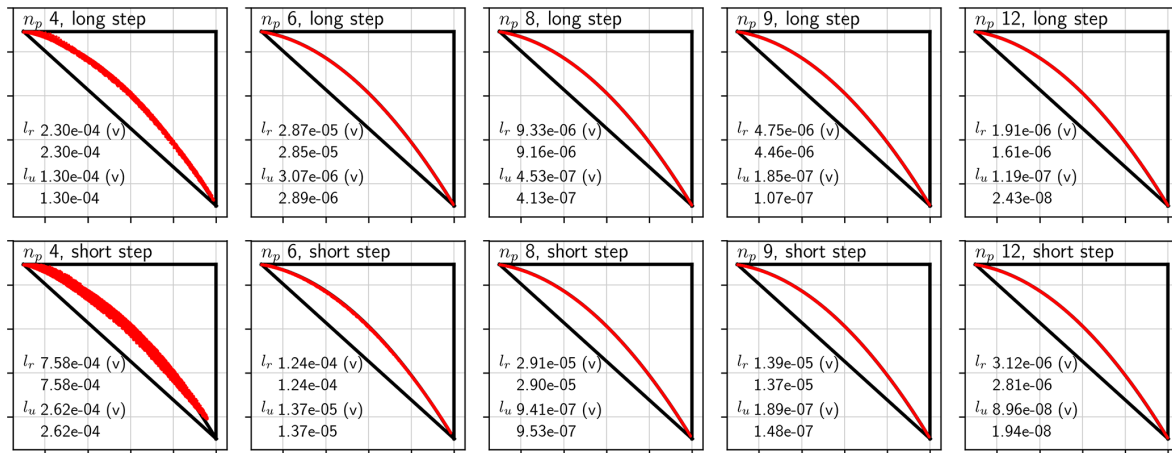 n_p 4, long step
l_r 2.30e-04 (v)
2.30e-04
l_u 1.30e-04 (v)
1.30e-04
n_p 6, long step
l_r 2.87e-05 (v)
2.85e-05
l_u 3.07e-06 (v)
2.89e-06
n_p 8, long step
l_r 9.33e-06 (v)
9.16e-06
l_u 4.53e-07 (v)
4.13e-07
n_p 9, long step
l_r 4.75e-06 (v)
4.46e-06
l_u 1.85e-07 (v)
1.07e-07
n_p 12, long step
l_r 1.91e-06 (v)
1.61e-06
l_u 1.19e-07 (v)
2.43e-08
n_p 4, short step
l_r 7.58e-04 (v)
7.58e-04
l_u 2.62e-04 (v)
2.62e-04
n_p 6, short step
l_r 1.24e-04 (v)
1.24e-04
l_u 1.37e-05 (v)
1.37e-05
n_p 8, short step
l_r 2.91e-05 (v)
2.90e-05
l_u 9.41e-07 (v)
9.53e-07
n_p 9, short step
l_r 1.39e-05 (v)
1.37e-05
l_u 1.89e-07 (v)
1.48e-07
n_p 12, short step
l_r 3.12e-06 (v)
2.81e-06
l_u 8.96e-08 (v)
1.94e-08